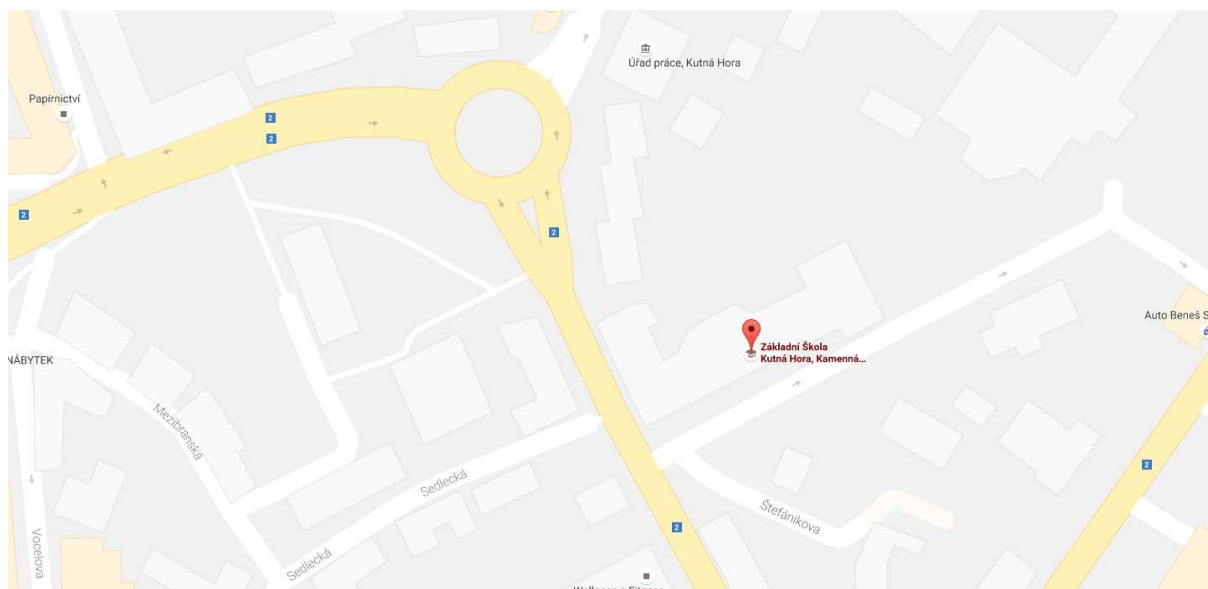 Úřad práce, Kutná Hora
Papírnictví
2
2
2
2
Auto Beneš S
Základní Škola
Kutná Hora, Kamenná...
NÁBYTEK
Mezibranská
2
Sedlecká
Štefánikova
2
Vocelova
Sedlecká